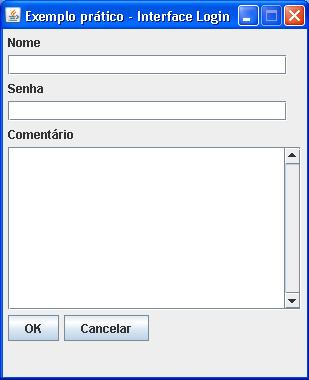 Exemplo prático - Interface Login
Nome
Senha
Comentário
OK Cancelar